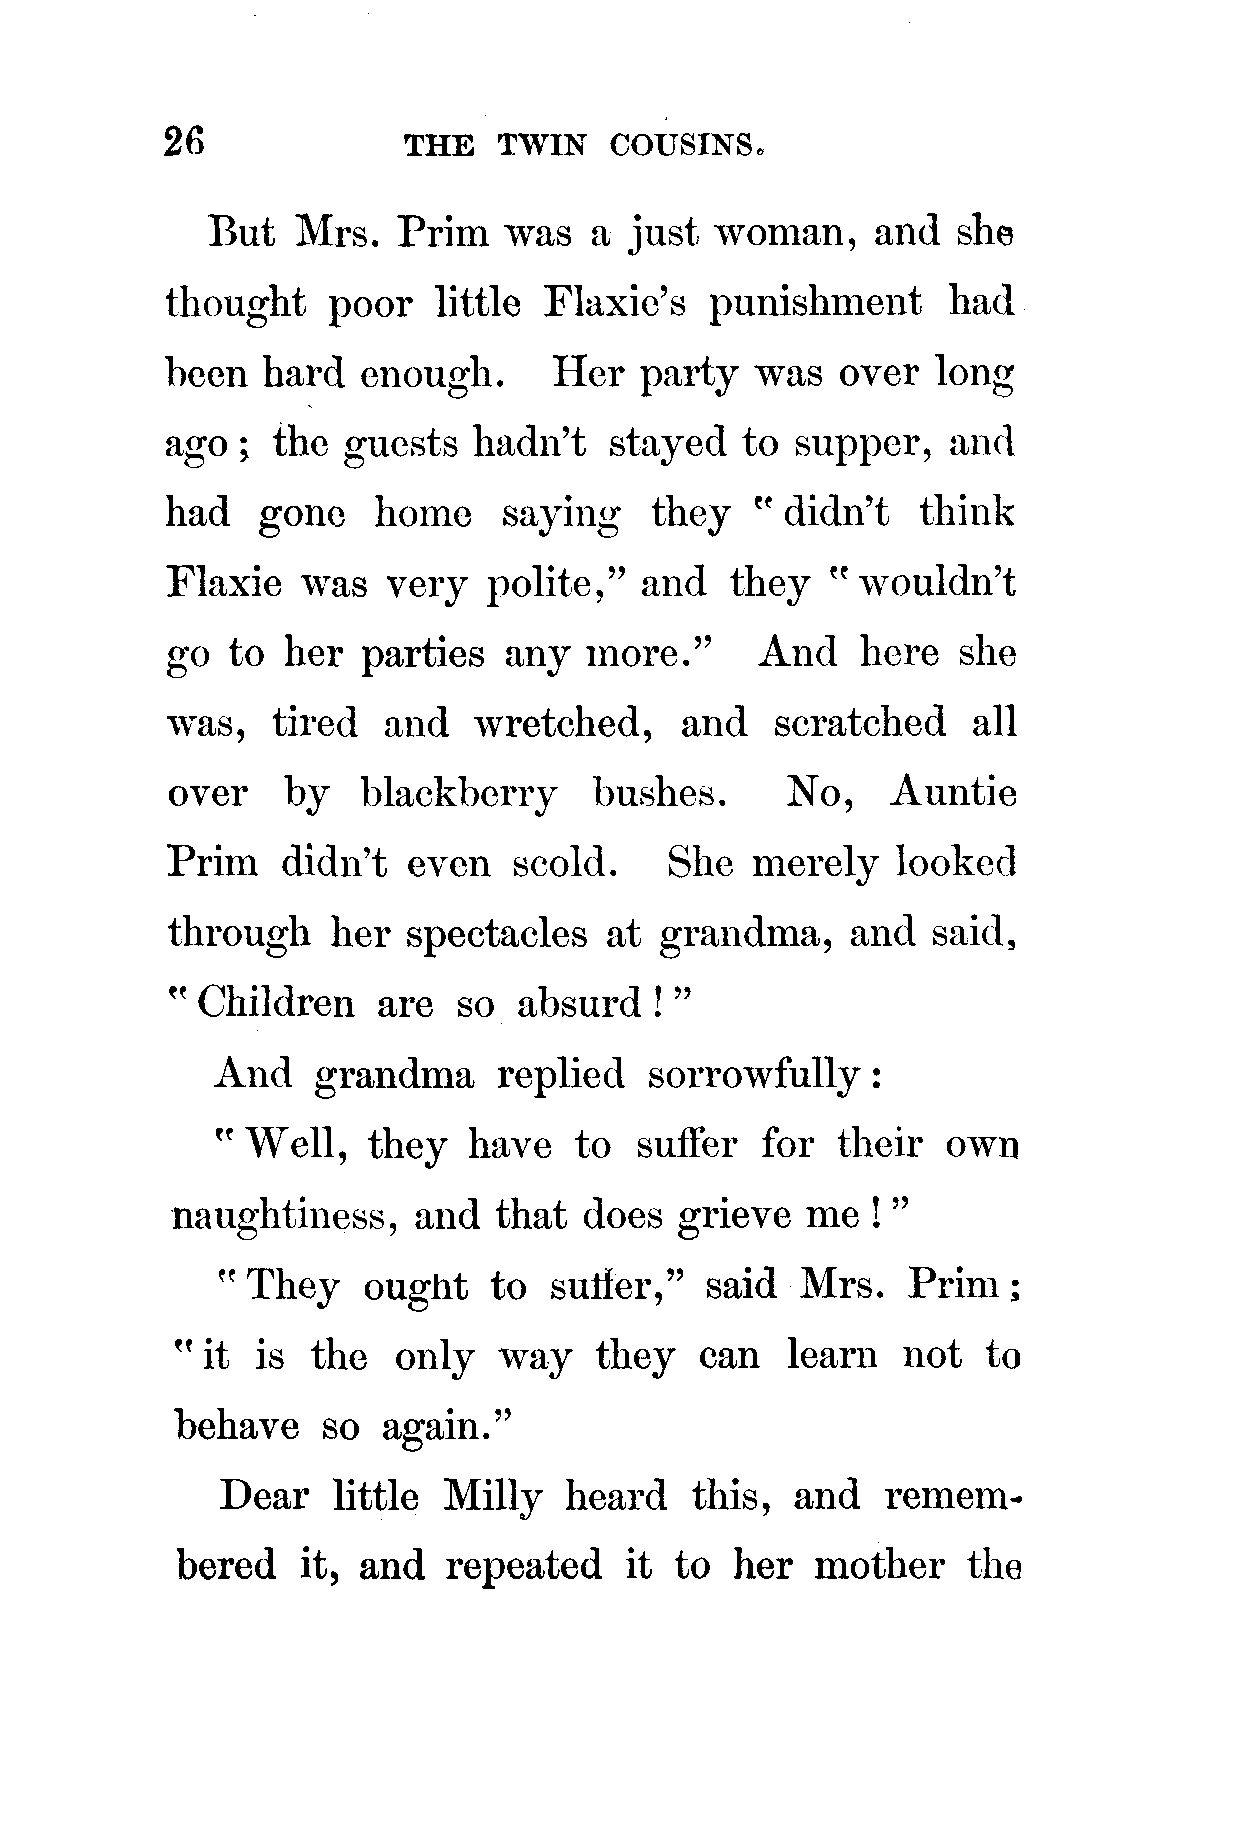 26 THE TWIN COUSINS.
But Mrs. Prim was a just woman, and she
thought poor little Flaxie's punishment had
been hard enough. Her party was over long
ago ; the guests hadn't stayed to supper, and
had gone home saying they "didn't think
Flaxie was very polite," and they "wouldn't
go to her parties any more." And here she
was, tired and wretched, and scratched all
over by blackberry bushes. No, Auntie
Prim didn't even scold. She merely looked
through her spectacles at grandma, and said,
"Children are so absurd ! "
And grandma replied sorrowfully :
"Well, they have to suffer for their own
naughtiness, and that does grieve me ! "
"They ought to suffer," said Mrs. Prim ;
"it is the only way they can learn not to
behave so again."
Dear little Milly heard this, and remem-
bered it, and repeated it to her mother the